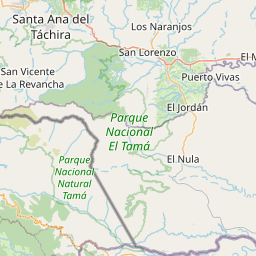 Santa Ana del
Táchira
Los Naranjos
San Lorenzo
El M
San Vicente
de La Revancha
Puerto Vivas
Parque
Nacional
El Tamá
El Jordán
Parque
Nacional
Natural
Tamá
El Nula